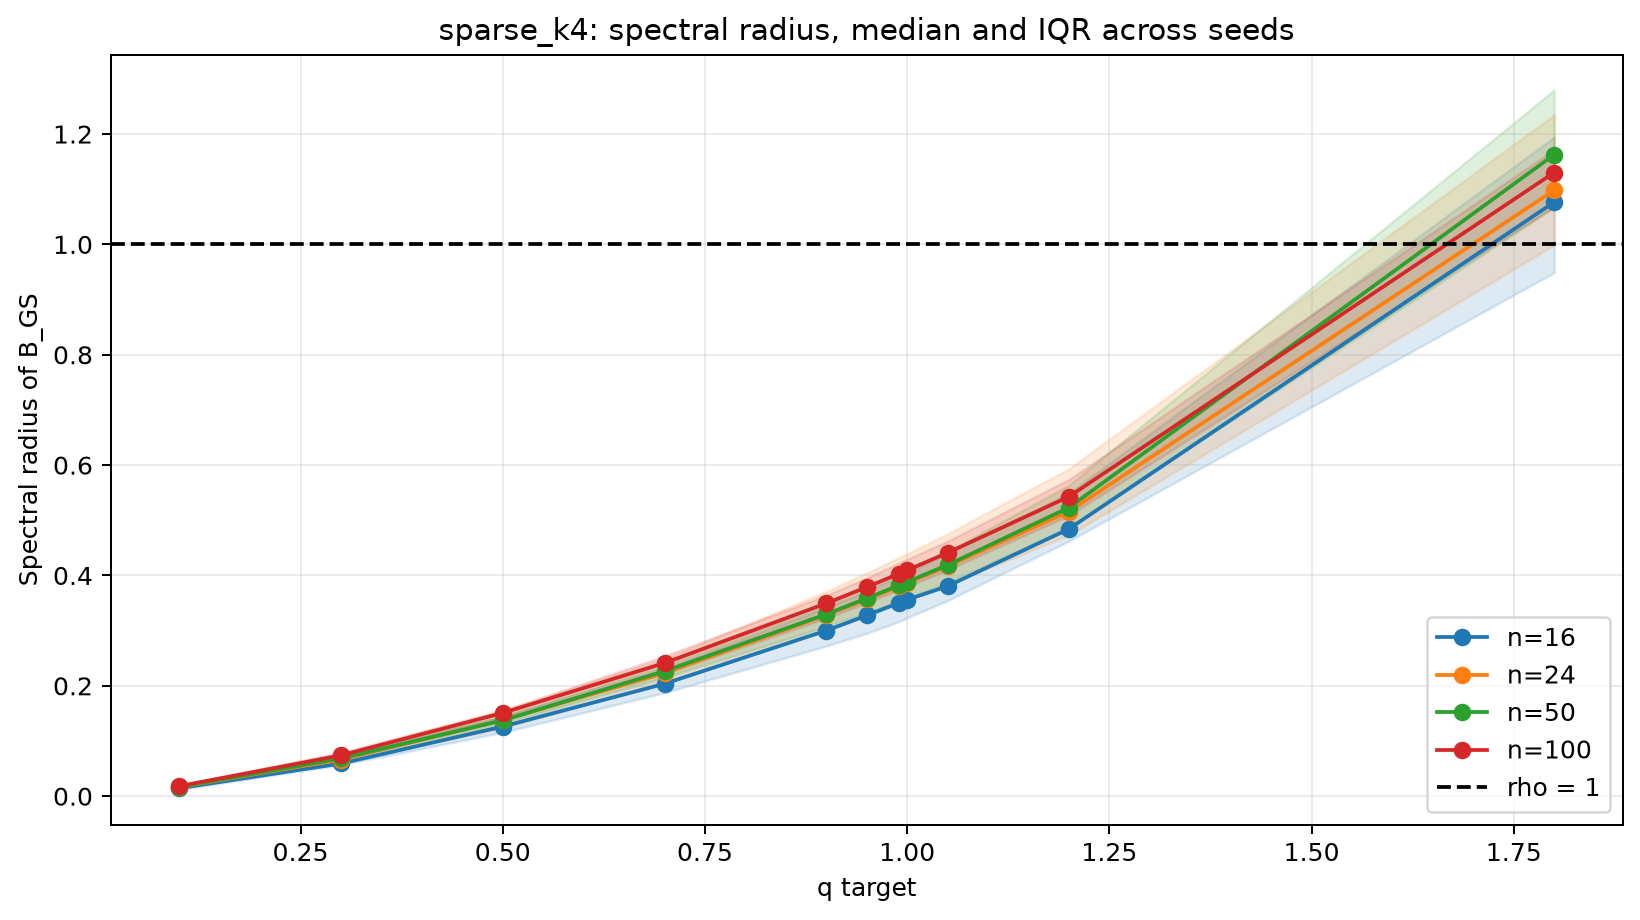 sparse_k4: spectral radius, median and IQR across seeds
Spectral radius of B_GS
1.2
1.0
0.8
0.6
0.4
0.2
0.0
0.25 0.50 0.75 1.00 1.25 1.50 1.75
q target
n=16
n=24
n=50
n=100
rho = 1